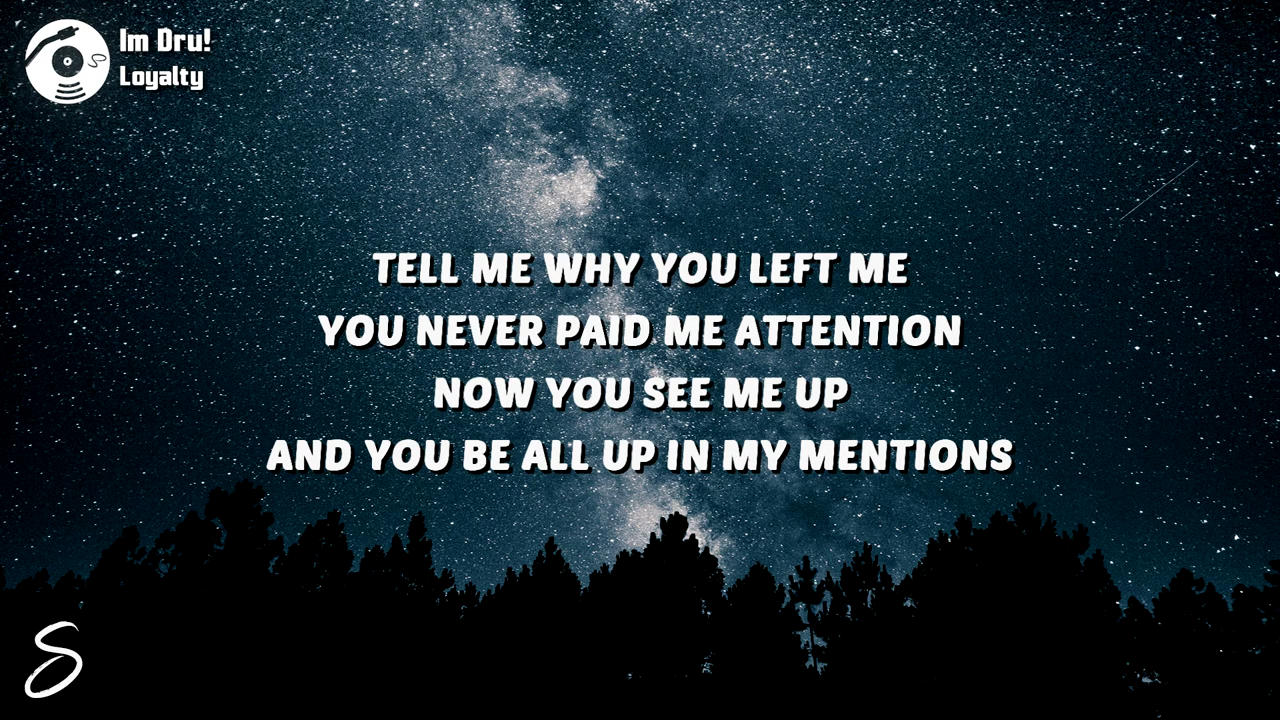 Im Dru!
Loyalty
TELL ME WHY YOU LEFT ME
YOU NEVER PAID ME ATTENTION
NOW YOU SEE ME UP
AND YOU BE ALL UP IN MY MENTIONS
S